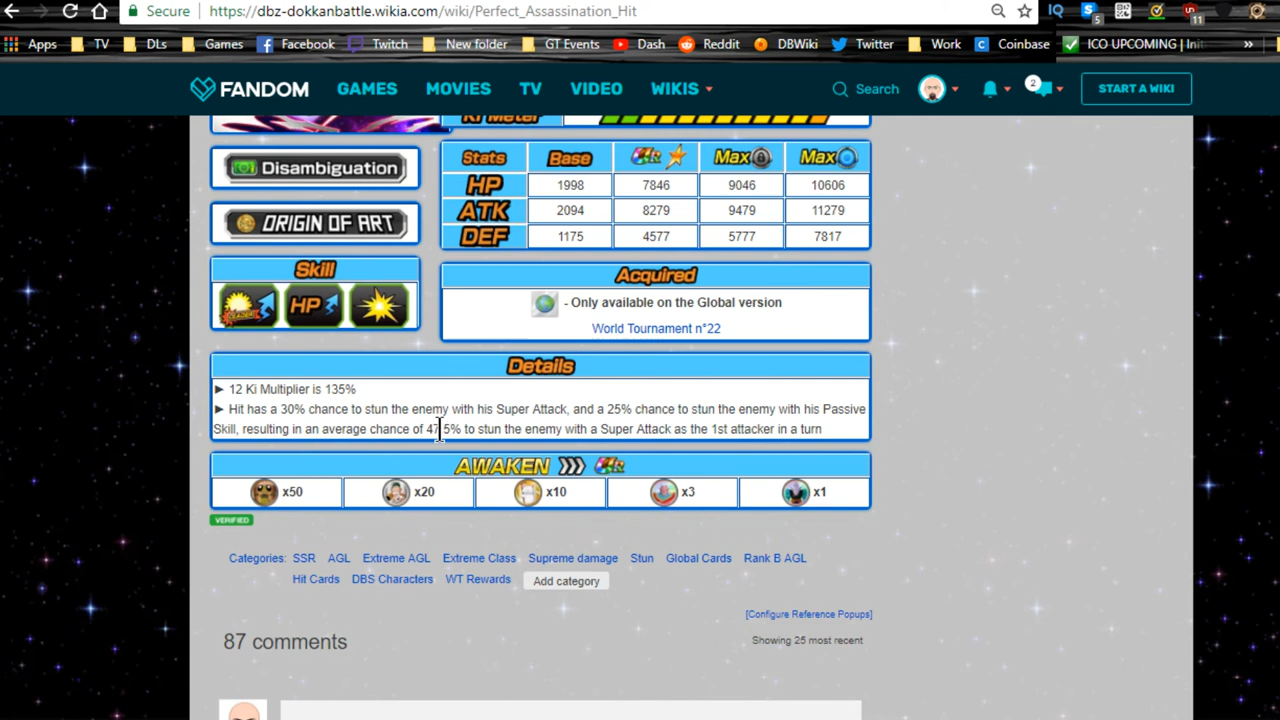 Secure
https://dbz-dokkanbattle.wikia.com/wiki/Perfect_Assassination_Hit
5
11
Apps TV DLs Games Facebook Twitch New folder GT Events Dash Reddit DBWiki Twitter Work Coinbase ICO UPCOMING | Init »
FANDOM GAMES MOVIES TV VIDEO WIKIS Search 2 START A WIKI
Ki Meter
Disambiguation
ORIGIN OF ART
Skill
LEADER HP
Stats Base Max Max
HP 1998 7846 9046 10606
ATK 2094 8279 9479 11279
DEF 1175 4577 5777 7817
Acquired
- Only available on the Global version
World Tournament n°22
Details
► 12 Ki Multiplier is 135%
► Hit has a 30% chance to stun the enemy with his Super Attack, and a 25% chance to stun the enemy with his Passive
Skill, resulting in an average chance of 47.5% to stun the enemy with a Super Attack as the 1st attacker in a turn
AWAKEN
x50 x20 x10 x3 x1
VERIFIED
Categories: SSR AGL Extreme AGL Extreme Class Supreme damage Stun Global Cards Rank B AGL
Hit Cards DBS Characters WT Rewards Add category
[Configure Reference Popups]
87 comments
Showing 25 most recent